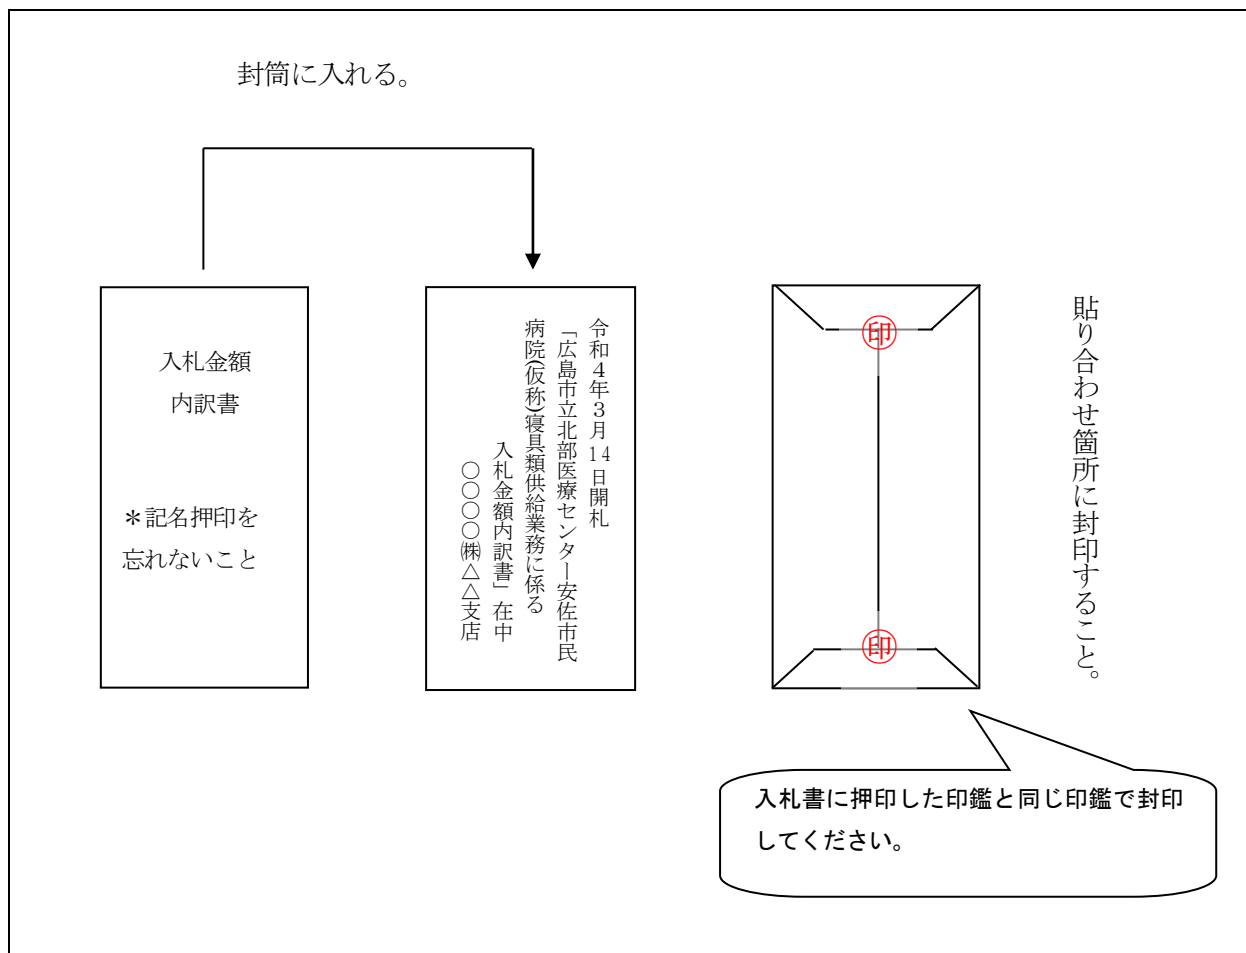 封筒に入れる。
入札金額
内訳書
＊記名押印を
忘れないこと
令和４年３月14日開札
「広島市立北部医療センター安佐市民
病院(仮称)寝具類供給業務に係る
入札金額内訳書」在中
〇〇〇〇㈱△△支店
印
印
貼り合わせ箇所に封印すること。
入札書に押印した印鑑と同じ印鑑で封印
してください。